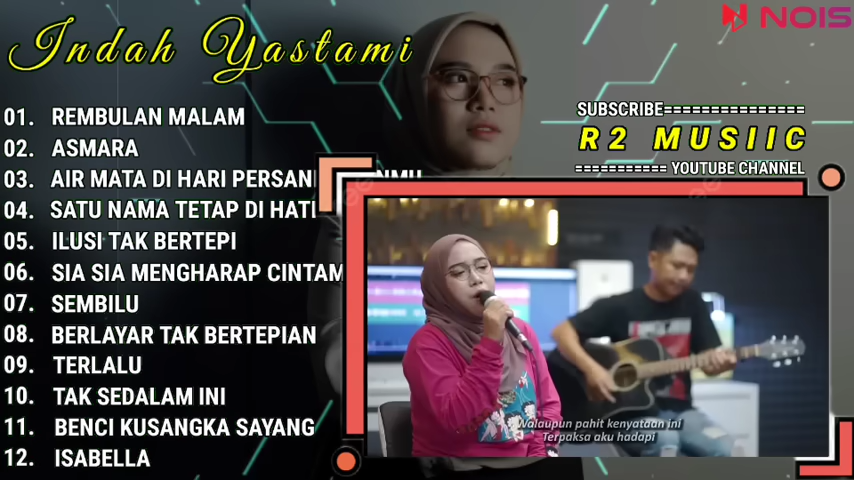 Indah Yastami
NOIS
01. REMBULAN MALAM
02. ASMARA
03. AIR MATA DI HARI
04. SATU NAMA TETAP DI HATI
05. ILUSI TAK BERTEPI
06. SIA SIA MENGHARAP
07. SEMBILU
08. BERLAYAR TAK BERTEPIAN
09. TERLALU
10. TAK SEDALAM INI
11. BENCI KUSANGKA SAYANG
12. ISABELLA
SUBSCRIBE===============
R2 MUSIIC
=========== YOUTUBE CHANNEL
Walaupun pahit kenyataan ini
Terpaksa aku hadapi